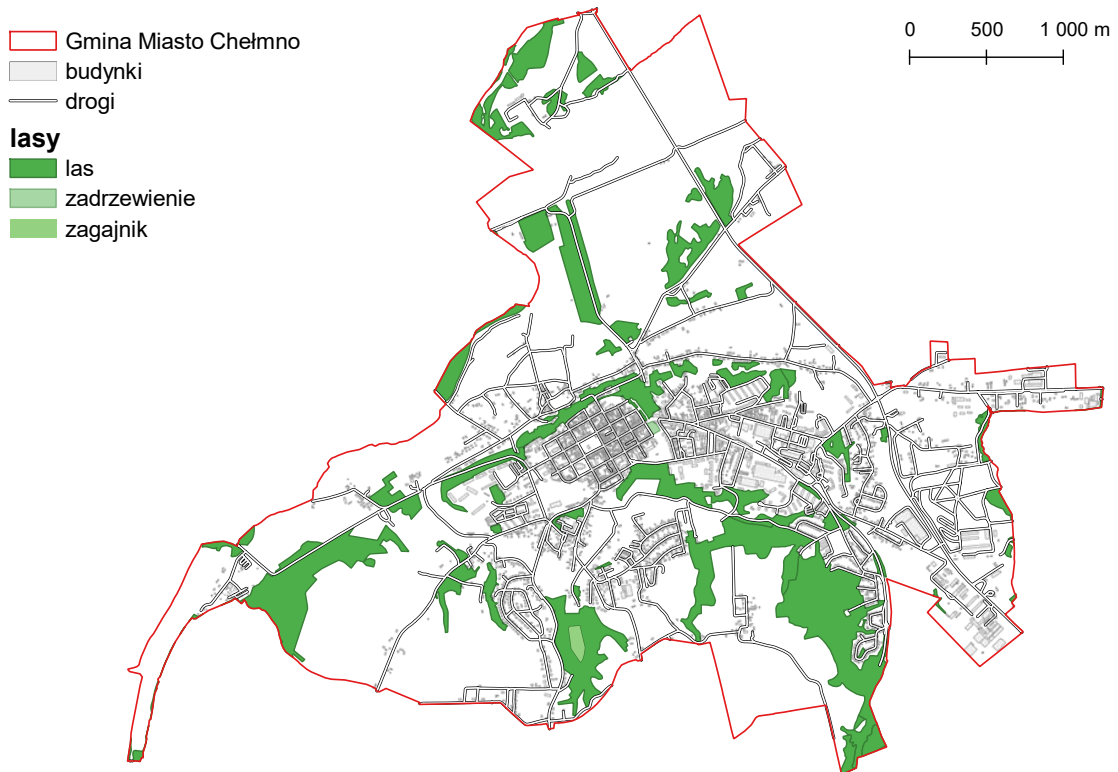 Gmina Miasto Chełmno
budynki
drogi
lasy
las
zadrzewienie
zagajnik
0 500 1 000 m